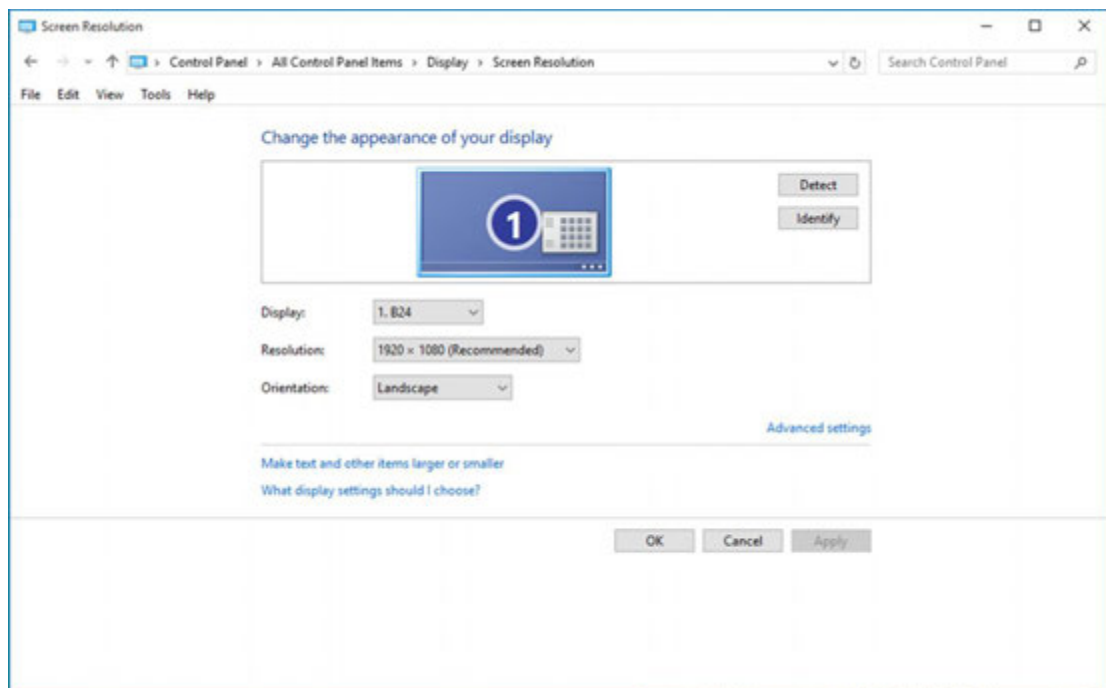 Screen Resolution
Control Panel › All Control Panel Items › Display › Screen Resolution
Search Control Panel
File Edit View Tools Help
Change the appearance of your display
1
Detect
Identify
Display: 1. B24
Resolution: 1920 × 1080 (Recommended)
Orientation: Landscape
Advanced settings
Make text and other items larger or smaller
What display settings should I choose?
OK Cancel Apply